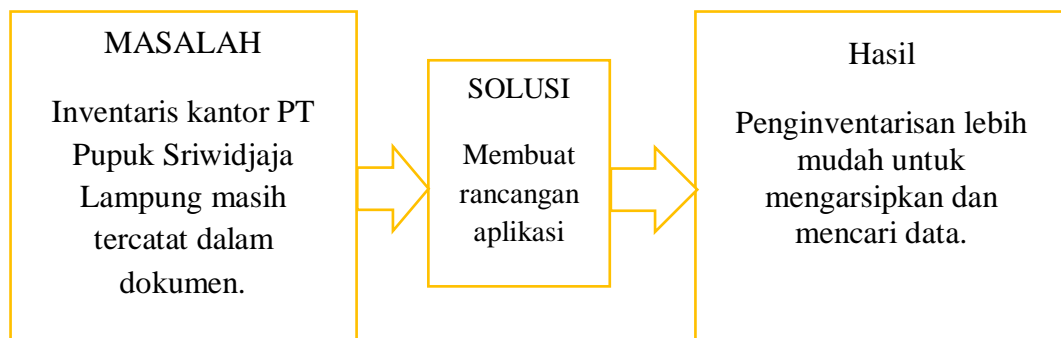 MASALAH
Inventaris kantor PT
Pupuk Sriwidjaja
Lampung masih
tercatat dalam
dokumen.
SOLUSI
Membuat
rancangan
aplikasi
Hasil
Penginventarisan lebih
mudah untuk
mengarsipkan dan
mencari data.